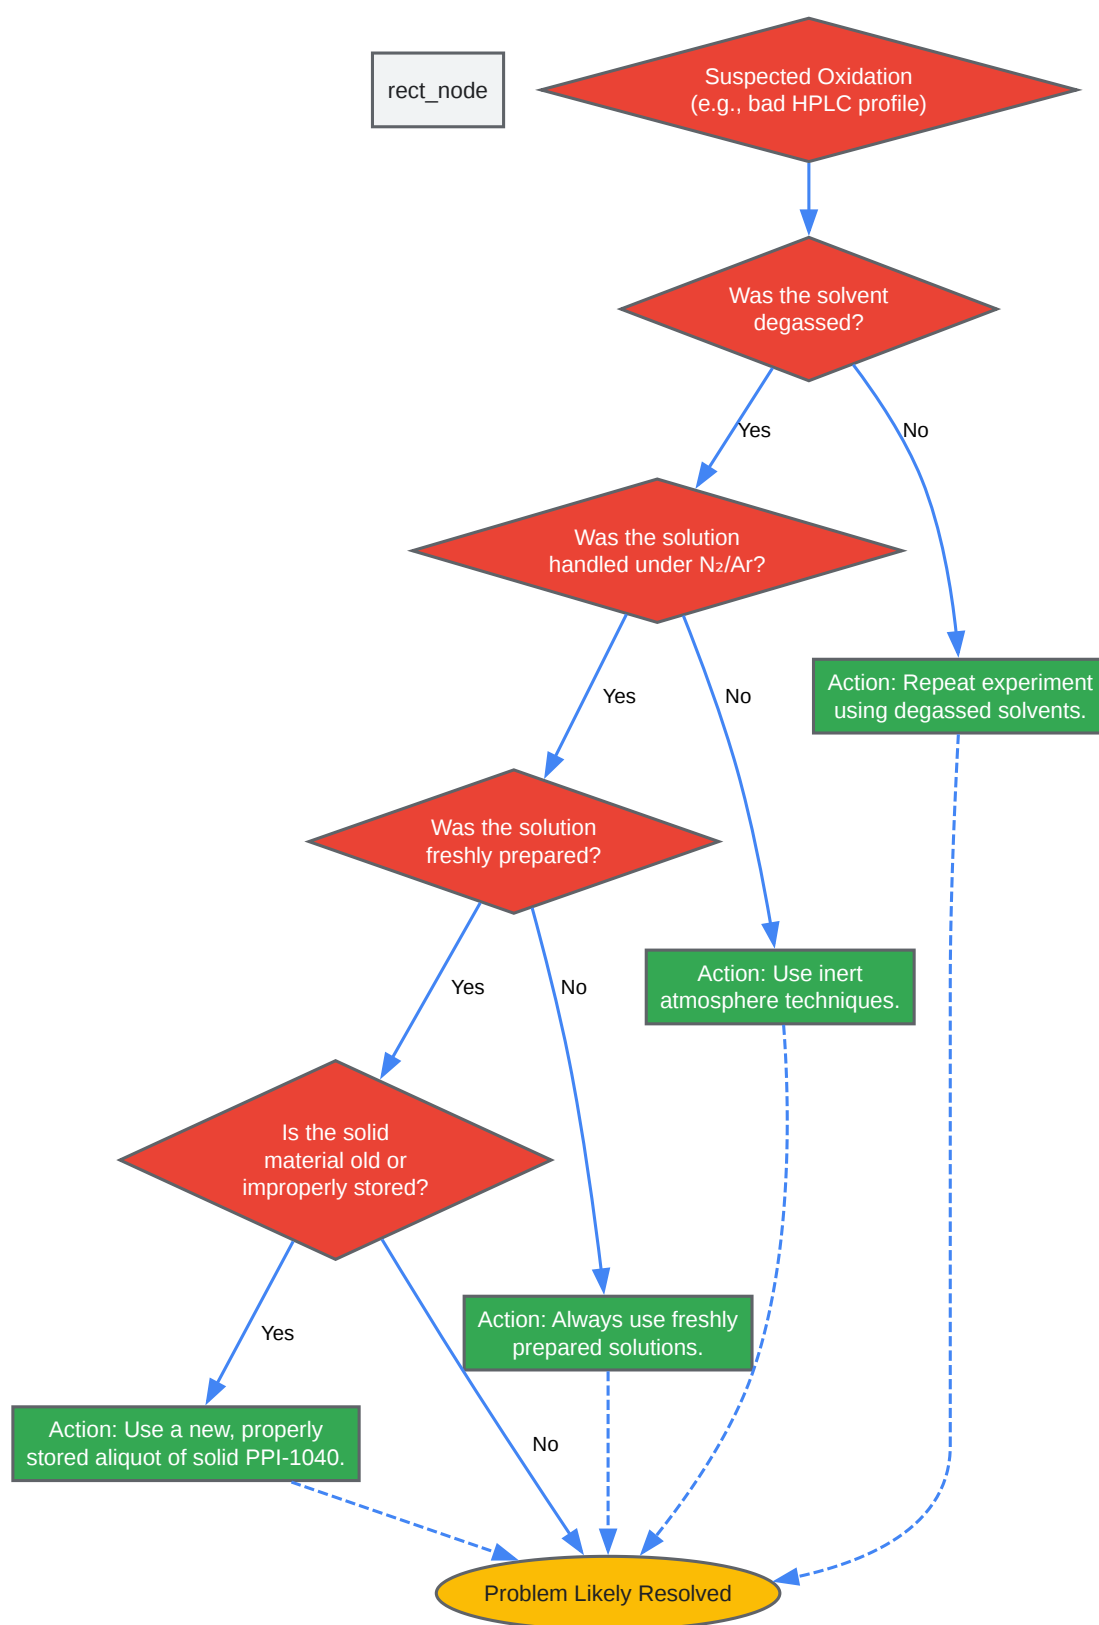 rect_node
Suspected Oxidation
(e.g., bad HPLC profile)
Was the solvent
degassed?
Yes
No
Was the solution
handled under N₂/Ar?
Yes
No
Action: Repeat experiment
using degassed solvents.
Was the solution
freshly prepared?
Yes
No
Action: Use inert
atmosphere techniques.
Is the solid
material old or
improperly stored?
Yes
No
Action: Always use freshly
prepared solutions.
Action: Use a new, properly
stored aliquot of solid PPI-1040.
Problem Likely Resolved